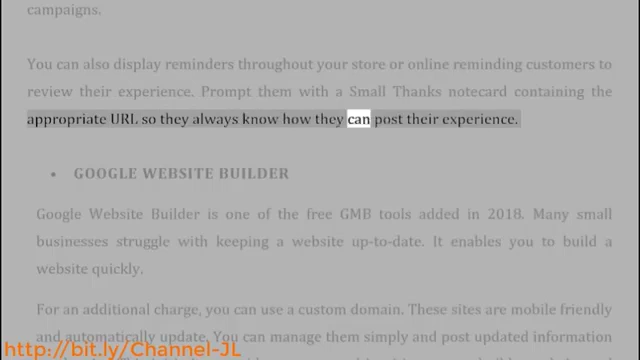 campaigns.
You can also display reminders throughout your store or online reminding customers to
review their experience. Prompt them with a Small Thanks notecard containing the
appropriate URL so they always know how they can post their experience.
• GOOGLE WEBSITE BUILDER
Google Website Builder is one of the free GMB tools added in 2018. Many small
businesses struggle with keeping a website up-to-date. It enables you to build a
website quickly.
For an additional charge, you can use a custom domain. These sites are mobile friendly
and automatically update. You can manage them simply and post updated information
http://bit.ly/Channel-JL